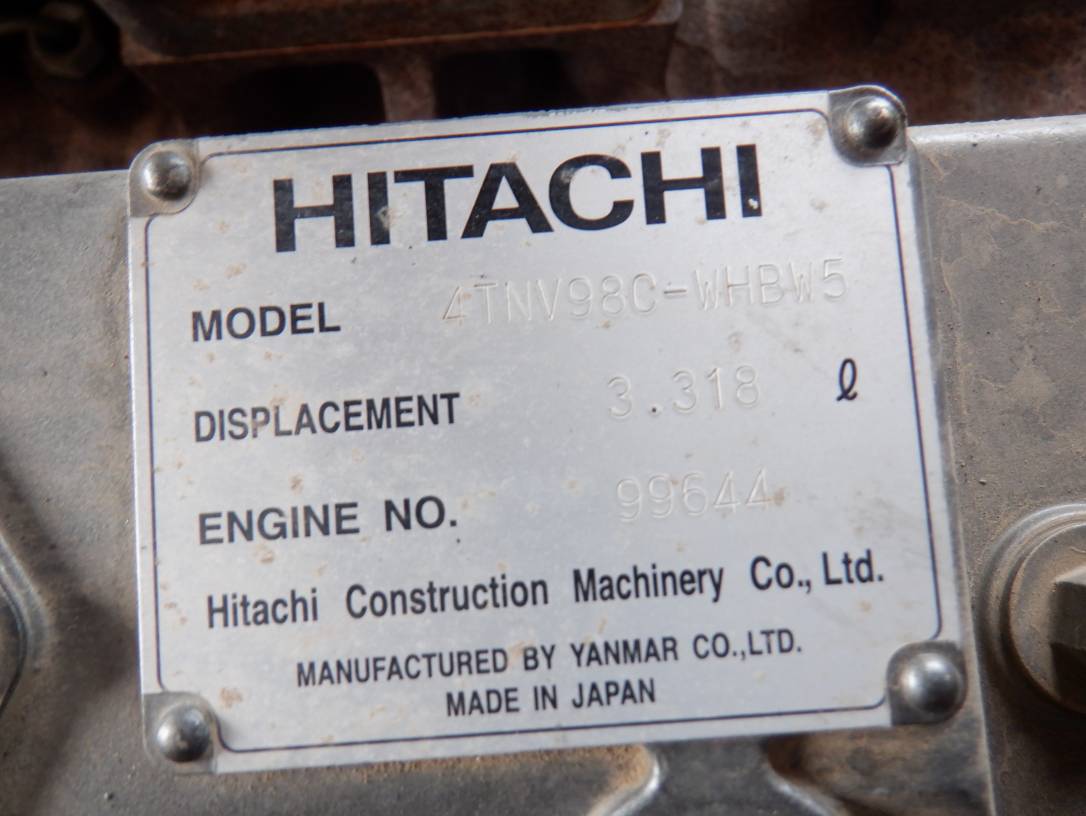 HITACHI
MODEL 4TNV98C-WHBW5
DISPLACEMENT 3.318 ℓ
ENGINE NO. 99644
Hitachi Construction Machinery Co., Ltd.
MANUFACTURED BY YANMAR CO.,LTD.
MADE IN JAPAN